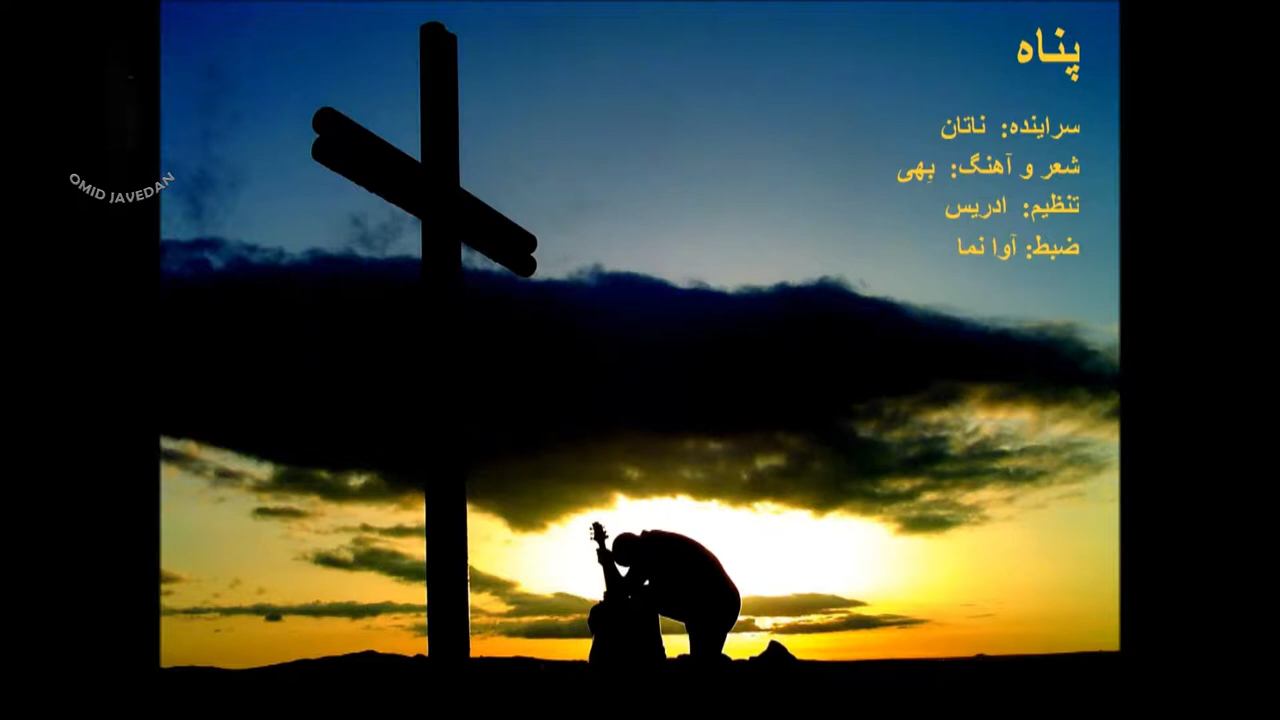 پناه
سراینده: ناتان
شعر و آهنگ: بِهی
تنظیم: ادریس
ضبط: آوا نما
OMID JAVEDAN